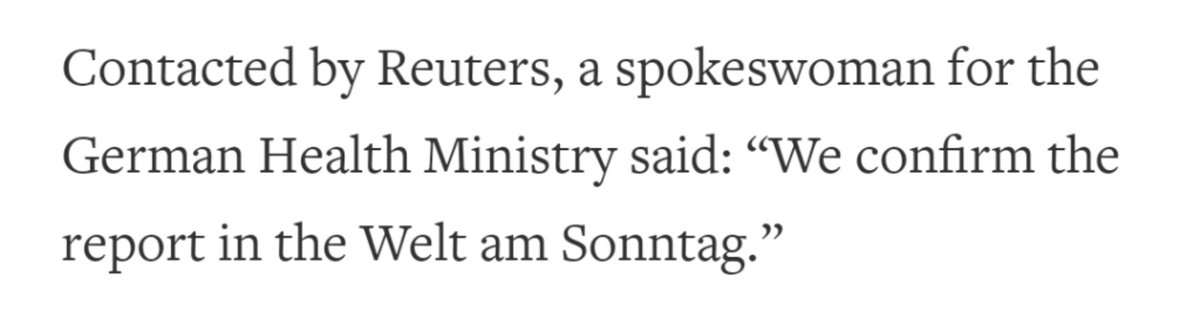 Contacted by Reuters, a spokeswoman for the
German Health Ministry said: “We confirm the
report in the Welt am Sonntag.”